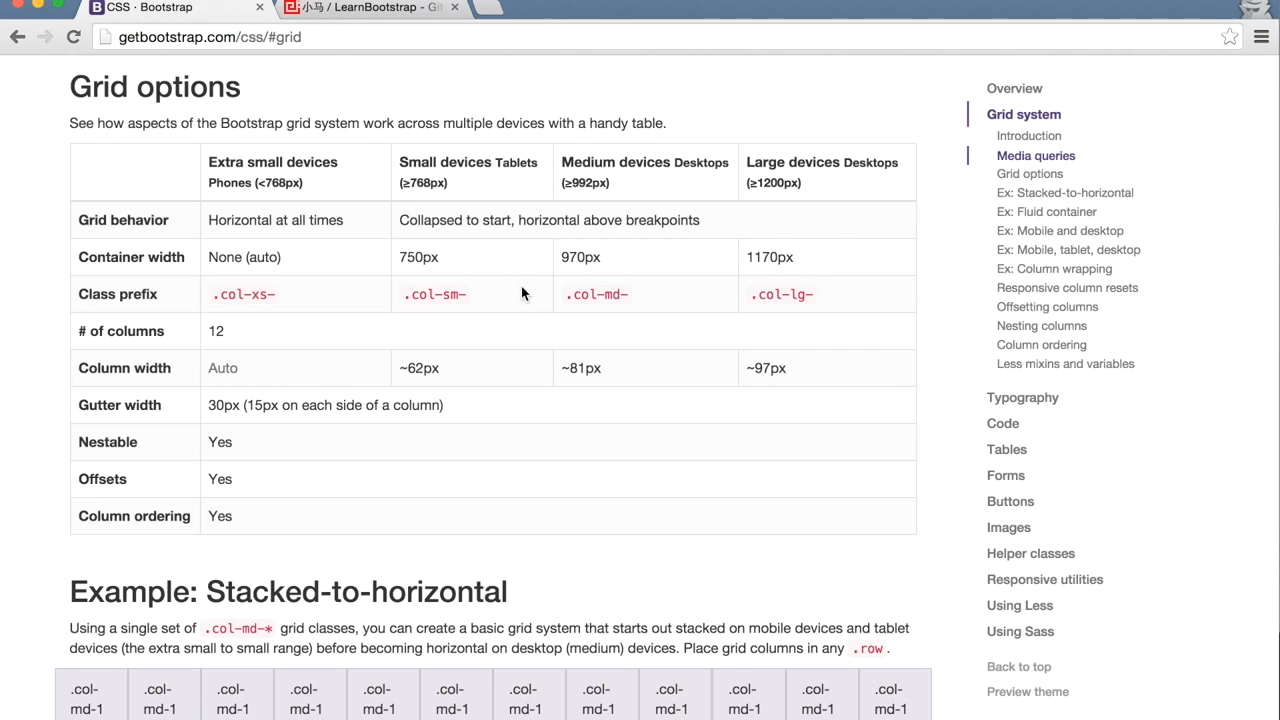 CSS · Bootstrap
小马 / LearnBootstrap - Git
getbootstrap.com/css/#grid
Grid options
See how aspects of the Bootstrap grid system work across multiple devices with a handy table.
Extra small devices Phones (<768px)
Small devices Tablets (≥768px)
Medium devices Desktops (≥992px)
Large devices Desktops (≥1200px)
Grid behavior Horizontal at all times Collapsed to start, horizontal above breakpoints
Container width None (auto) 750px 970px 1170px
Class prefix .col-xs- .col-sm- .col-md- .col-lg-
# of columns 12
Column width Auto ~62px ~81px ~97px
Gutter width 30px (15px on each side of a column)
Nestable Yes
Offsets Yes
Column ordering Yes
Example: Stacked-to-horizontal
Using a single set of .col-md-* grid classes, you can create a basic grid system that starts out stacked on mobile devices and tablet
devices (the extra small to small range) before becoming horizontal on desktop (medium) devices. Place grid columns in any .row.
.col- .col- .col- .col- .col- .col- .col- .col- .col- .col- .col- .col-
md-1 md-1 md-1 md-1 md-1 md-1 md-1 md-1 md-1 md-1 md-1 md-1
Overview
Grid system
Introduction
Media queries
Grid options
Ex: Stacked-to-horizontal
Ex: Fluid container
Ex: Mobile and desktop
Ex: Mobile, tablet, desktop
Ex: Column wrapping
Responsive column resets
Offsetting columns
Nesting columns
Column ordering
Less mixins and variables
Typography
Code
Tables
Forms
Buttons
Images
Helper classes
Responsive utilities
Using Less
Using Sass
Back to top
Preview theme